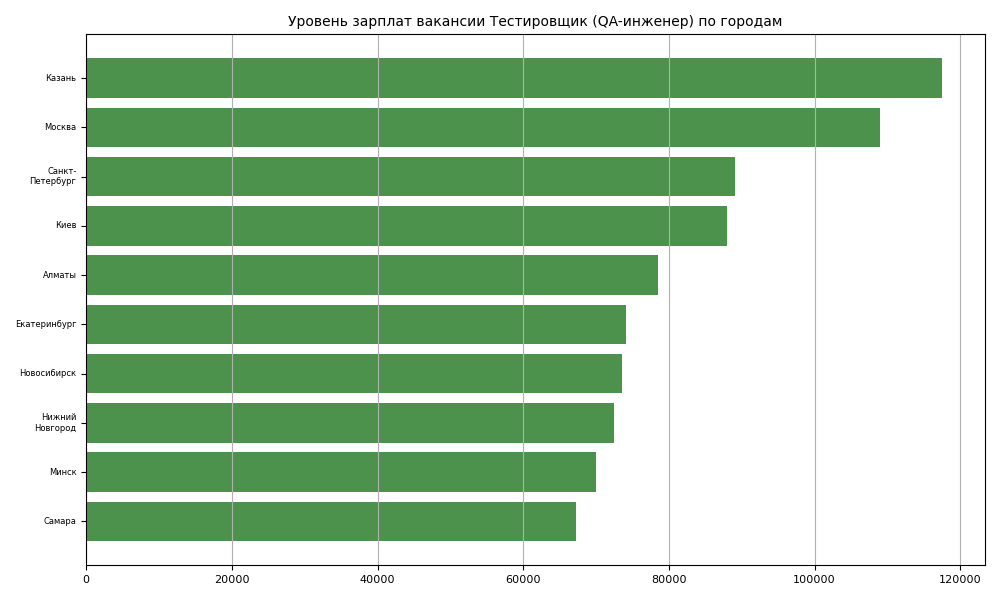 Уровень зарплат вакансии Тестировщик (QA-инженер) по городам
Казань
Москва
Санкт-
Петербург
Киев
Алматы
Екатеринбург
Новосибирск
Нижний
Новгород
Минск
Самара
0 20000 40000 60000 80000 100000 120000